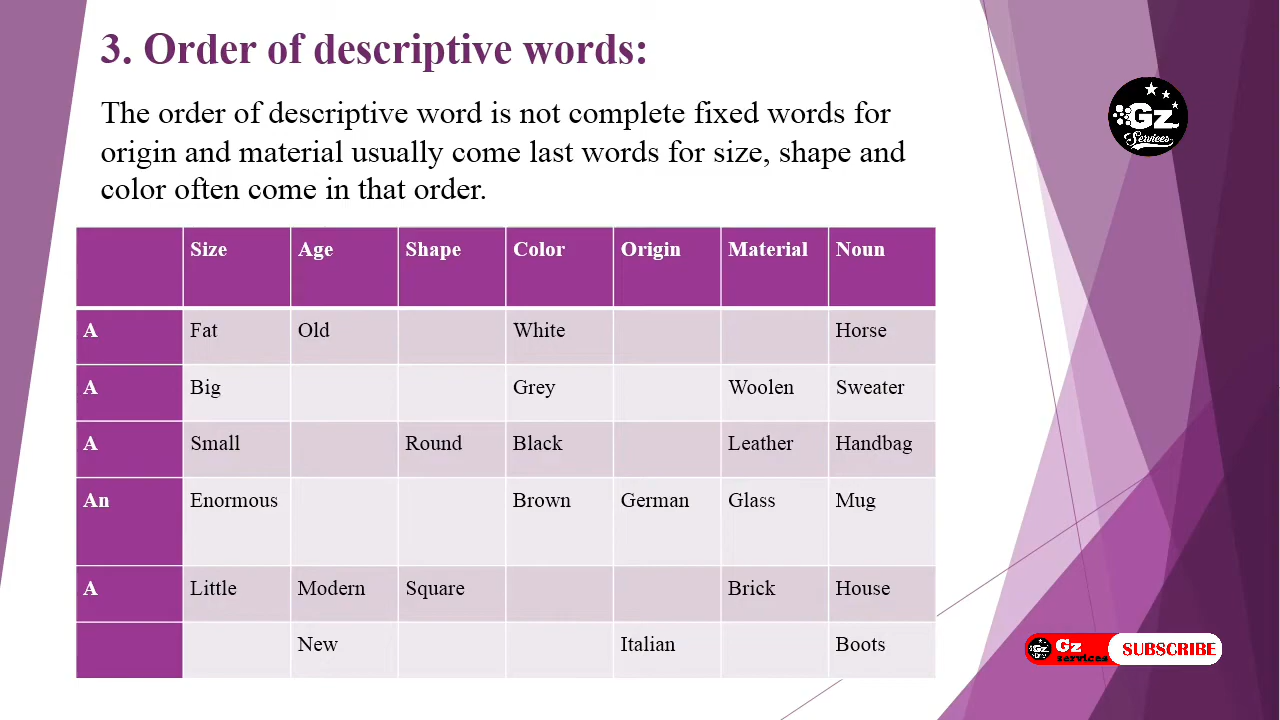 3. Order of descriptive words:
The order of descriptive word is not complete fixed words for
origin and material usually come last words for size, shape and
color often come in that order.
Gz
Services
Size Age Shape Color Origin Material Noun
A Fat Old White Horse
A Big Grey Woolen Sweater
A Small Round Black Leather Handbag
An Enormous Brown German Glass Mug
A Little Modern Square Brick House
New Italian Boots
Gz
Gz
services
SUBSCRIBE